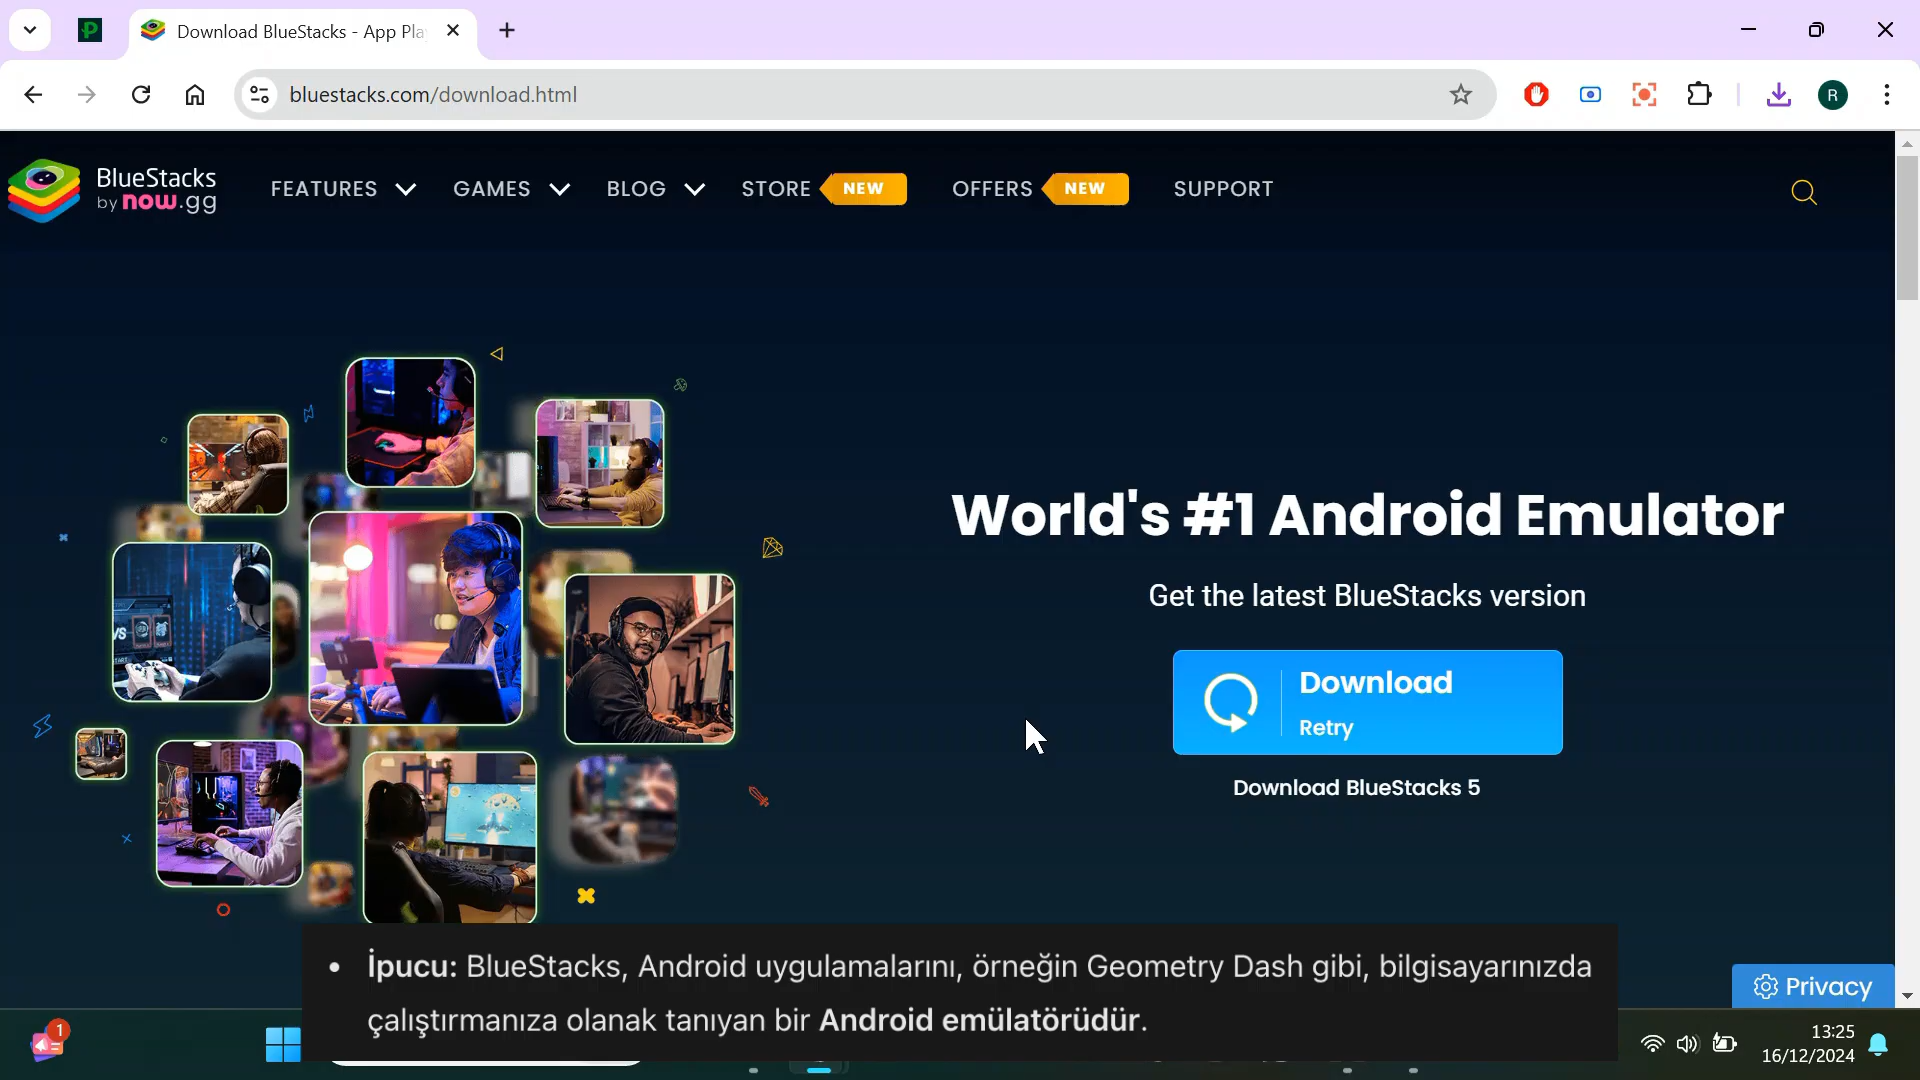 Download BlueStacks - App Pla
bluestacks.com/download.html
R
BlueStacks
by now.gg
FEATURES
GAMES
BLOG
STORE
NEW
OFFERS
NEW
SUPPORT
World's #1 Android Emulator
Get the latest BlueStacks version
Download
Retry
Download BlueStacks 5
VS
Privacy
• İpucu: BlueStacks, Android uygulamalarını, örneğin Geometry Dash gibi, bilgisayarınızda
çalıştırmanıza olanak tanıyan bir Android emülatörüdür.
1
13:25
16/12/2024